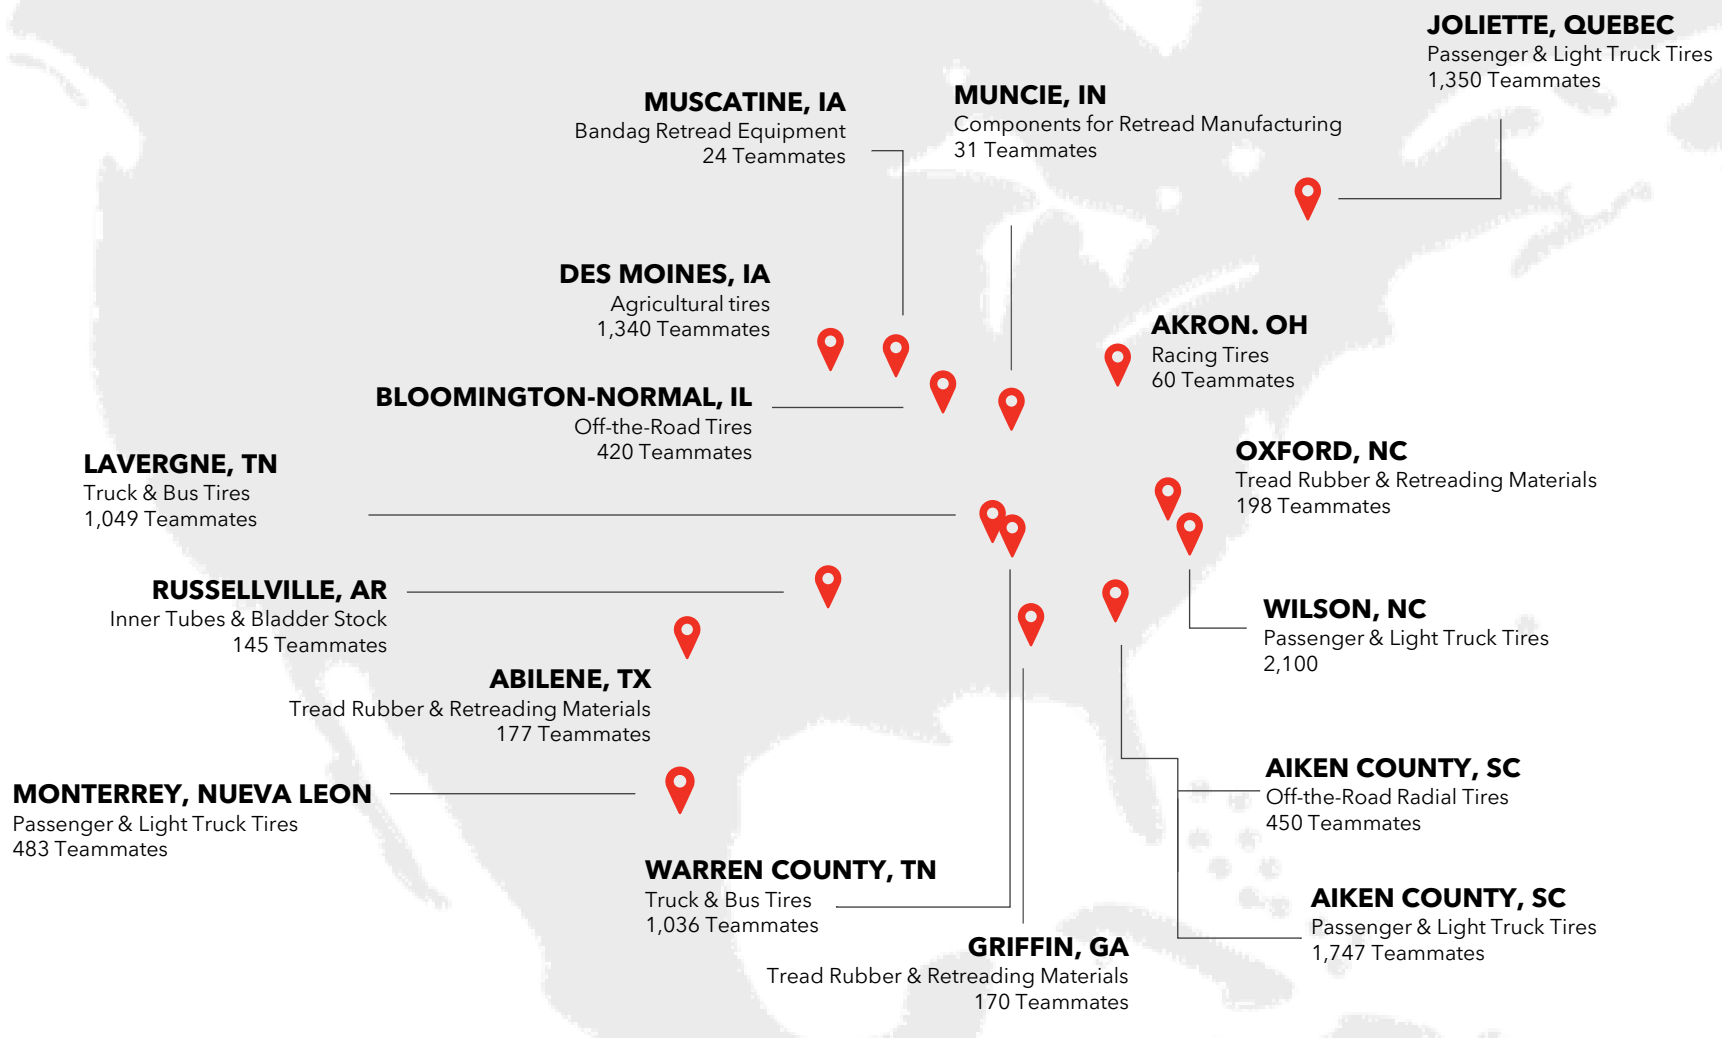 JOLIETTE, QUEBEC
Passenger & Light Truck Tires
1,350 Teammates
MUSCATINE, IA
Bandag Retread Equipment
24 Teammates
MUNCIE, IN
Components for Retread Manufacturing
31 Teammates
DES MOINES, IA
Agricultural tires
1,340 Teammates
AKRON. OH
Racing Tires
60 Teammates
BLOOMINGTON-NORMAL, IL
Off-the-Road Tires
420 Teammates
LAVERGNE, TN
Truck & Bus Tires
1,049 Teammates
OXFORD, NC
Tread Rubber & Retreading Materials
198 Teammates
RUSSELLVILLE, AR
Inner Tubes & Bladder Stock
145 Teammates
WILSON, NC
Passenger & Light Truck Tires
2,100
ABILENE, TX
Tread Rubber & Retreading Materials
177 Teammates
MONTERREY, NUEVA LEON
Passenger & Light Truck Tires
483 Teammates
AIKEN COUNTY, SC
Off-the-Road Radial Tires
450 Teammates
WARREN COUNTY, TN
Truck & Bus Tires
1,036 Teammates
AIKEN COUNTY, SC
Passenger & Light Truck Tires
1,747 Teammates
GRIFFIN, GA
Tread Rubber & Retreading Materials
170 Teammates